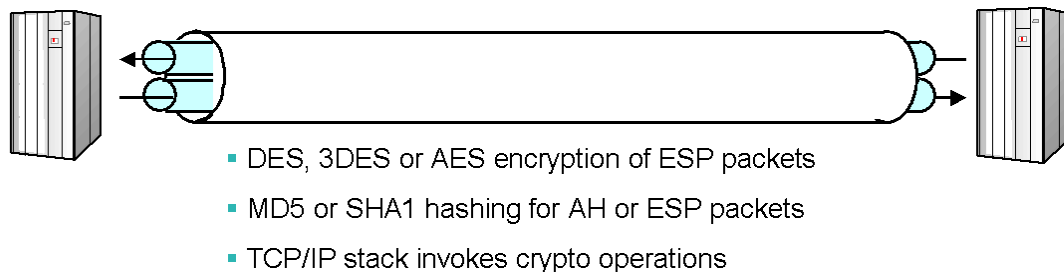 ▪ DES, 3DES or AES encryption of ESP packets
▪ MD5 or SHA1 hashing for AH or ESP packets
▪ TCP/IP stack invokes crypto operations